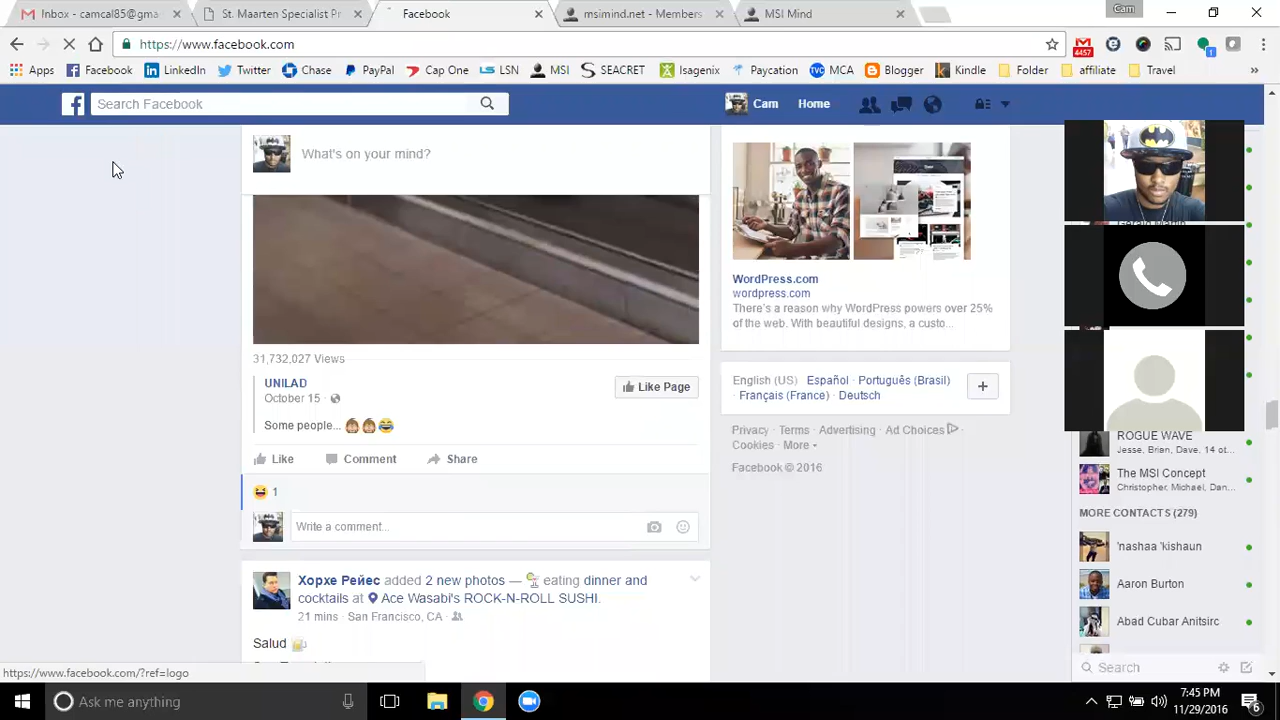 Inbox - camcal85@gma
St. Maarten Specialist Pr
Facebook
msimind.net - Members
MSI Mind
Cam
https://www.facebook.com
4457
1
Apps
Facebook
LinkedIn
Twitter
Chase
PayPal
Cap One
LSN
MSI
SEACRET
Isagenix
Paycation
MCA
Blogger
Kindle
Folder
affiliate
Travel
Search Facebook
Cam
Home
What's on your mind?
31,732,027 Views
UNILAD
October 15 ·
Like Page
Some people...
Like
Comment
Share
1
Write a comment...
Хорхе Рейес added 2 new photos — eating dinner and
cocktails at Ace Wasabi's ROCK-N-ROLL SUSHI.
21 mins · San Francisco, CA ·
Salud
WordPress.com
wordpress.com
There's a reason why WordPress powers over 25%
of the web. With beautiful designs, a custo...
English (US) · Español · Português (Brasil)
· Français (France) · Deutsch
Privacy · Terms · Advertising · Ad Choices ·
Cookies · More
Facebook © 2016
ROGUE WAVE
Jesse, Brian, Dave, 14 ot...
The MSI Concept
Christopher, Michael, Dan...
MORE CONTACTS (279)
'nashaa 'kishaun
Aaron Burton
Abad Cubar Anitsirc
Search
https://www.facebook.com/?ref=logo
Ask me anything
7:45 PM
11/29/2016
6